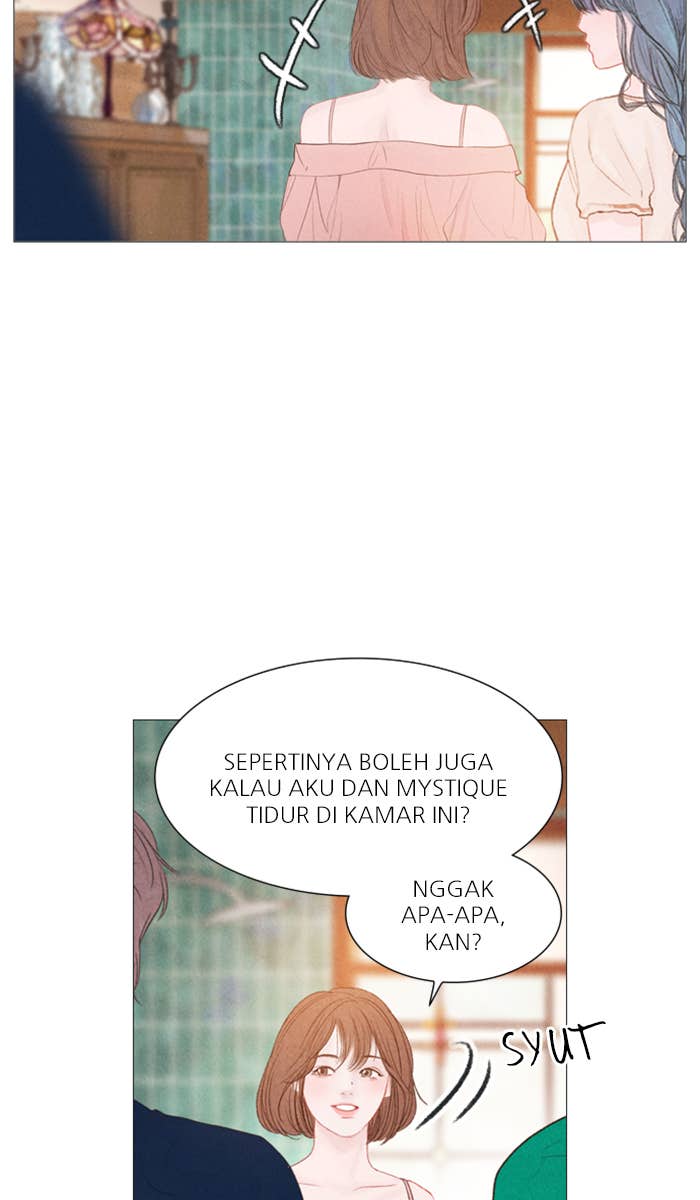 SEPERTINYA BOLEH JUGA
KALAU AKU DAN MYSTIQUE
TIDUR DI KAMAR INI?
NGGAK
APA-APA,
KAN?
SYUT